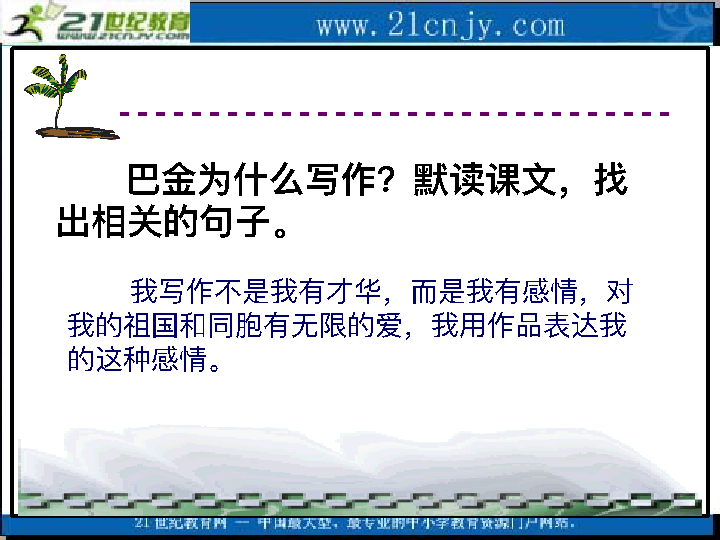 21世纪教育
WWW.21CNJY.COM
www.21cnjy.com
巴金为什么写作？默读课文，找
出相关的句子。
我写作不是我有才华，而是我有感情，对
我的祖国和同胞有无限的爱，我用作品表达我
的这种感情。
21世纪教育网 -- 中国最大型、最专业的中小学教育资源门户网站.